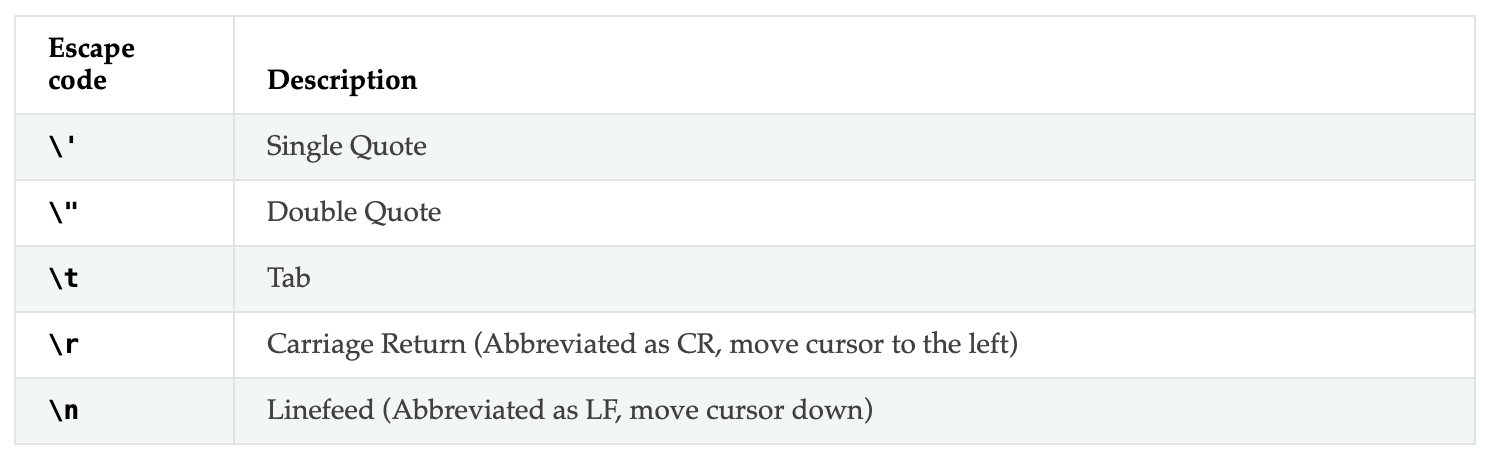 Escape
code
Description
\' Single Quote
\" Double Quote
\t Tab
\r Carriage Return (Abbreviated as CR, move cursor to the left)
\n Linefeed (Abbreviated as LF, move cursor down)